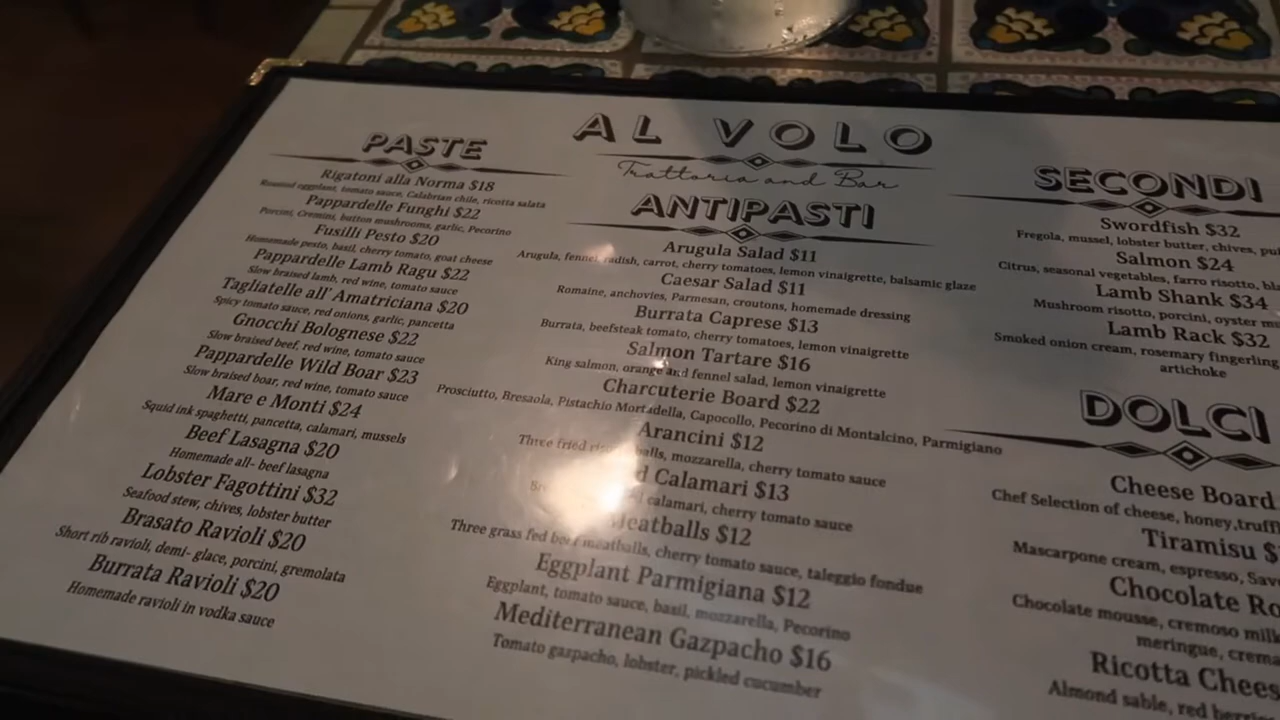 AL VOLO
Trattoria and Bar
PASTE
Rigatoni alla Norma $18
Roasted eggplant, tomato sauce, Calabrian chile, ricotta salata
Pappardelle Funghi $22
Porcini, Cremini, button mushrooms, garlic, Pecorino
Fusilli Pesto $20
Homemade pesto, basil, cherry tomato, goat cheese
Pappardelle Lamb Ragu $22
Slow braised lamb, red wine, tomato sauce
Tagliatelle all' Amatriciana $20
Spicy tomato sauce, red onions, garlic, pancetta
Gnocchi Bolognese $22
Slow braised beef, red wine, tomato sauce
Pappardelle Wild Boar $23
Slow braised boar, red wine, tomato sauce
Mare e Monti $24
Squid ink spaghetti, pancetta, calamari, mussels
Beef Lasagna $20
Homemade all- beef lasagna
Lobster Fagottini $32
Seafood stew, chives, lobster butter
Brasato Ravioli $20
Short rib ravioli, demi- glace, porcini, gremolata
Burrata Ravioli $20
Homemade ravioli in vodka sauce
ANTIPASTI
Arugula Salad $11
Arugula, fennel, radish, carrot, cherry tomatoes, lemon vinaigrette, balsamic glaze
Caesar Salad $11
Romaine, anchovies, Parmesan, croutons, homemade dressing
Burrata Caprese $13
Burrata, beefsteak tomato, cherry tomatoes, lemon vinaigrette
Salmon Tartare $16
King salmon, orange and fennel salad, lemon vinaigrette
Charcuterie Board $22
Prosciutto, Bresaola, Pistachio Mortadella, Capocollo, Pecorino di Montalcino, Parmigiano
Arancini $12
Three fried balls, mozzarella, cherry tomato sauce
Calamari $13
calamari, cherry tomato sauce
Meatballs $12
Three grass fed beef meatballs, cherry tomato sauce, taleggio fondue
Eggplant Parmigiana $12
Eggplant, tomato sauce, basil, mozzarella, Pecorino
Mediterranean Gazpacho $16
Tomato gazpacho, lobster, pickled cucumber
SECONDI
Swordfish $32
Fregola, mussel, lobster butter, chives,
Salmon $24
Citrus, seasonal vegetables, farro risotto,
Lamb Shank $34
Mushroom risotto, porcini, oyster
Lamb Rack $32
Smoked onion cream, rosemary fingerling
artichoke
DOLCI
Cheese Board
Chef Selection of cheese, honey,
Tiramisu
Mascarpone cream, espresso,
Chocolate
Chocolate mousse, cremoso
meringue,
Ricotta
Almond sable, red